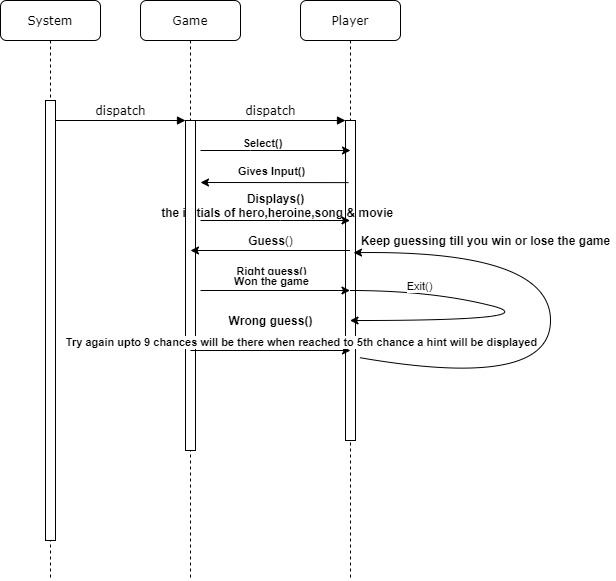 System
Game
Player
dispatch
dispatch
Select()
Gives Input()
Displays()
the initials of hero,heroine,song & movie
Guess()
Keep guessing till you win or lose the game
Right guess()
Won the game
Exit()
Wrong guess()
Try again upto 9 chances will be there when reached to 5th chance a hint will be displayed